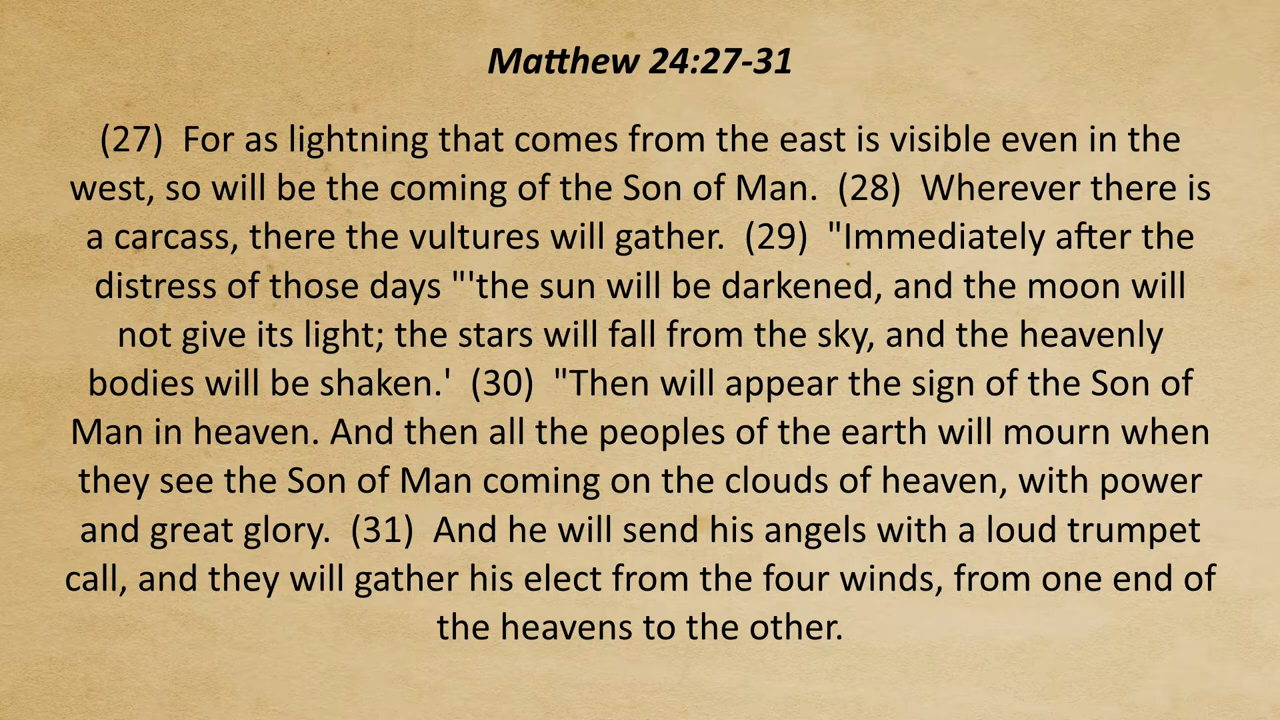 Matthew 24:27-31
(27)  For as lightning that comes from the east is visible even in the
west, so will be the coming of the Son of Man.  (28)  Wherever there is
a carcass, there the vultures will gather.  (29)  "Immediately after the
distress of those days "'the sun will be darkened, and the moon will
not give its light; the stars will fall from the sky, and the heavenly
bodies will be shaken.'  (30)  "Then will appear the sign of the Son of
Man in heaven. And then all the peoples of the earth will mourn when
they see the Son of Man coming on the clouds of heaven, with power
and great glory.  (31)  And he will send his angels with a loud trumpet
call, and they will gather his elect from the four winds, from one end of
the heavens to the other.